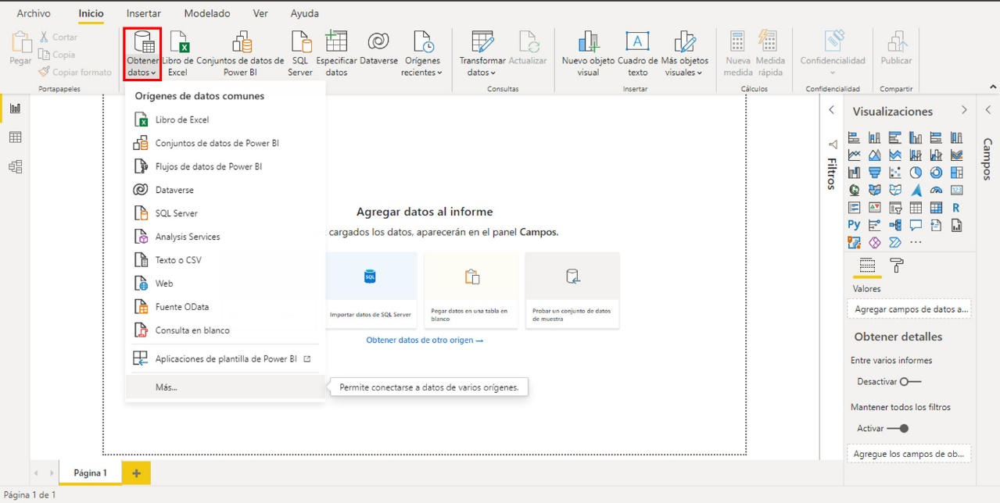 Archivo Inicio Insertar Modelado Ver Ayuda
Pegar
Cortar
Copia
Copiar formato
Portapapeles
Obtener datos
Libro de Excel
Conjuntos de datos de Power BI
SQL Server
Especificar datos
Dataverse
Orígenes recientes
Transformar datos
Actualizar
Consultas
Nuevo objeto visual
Cuadro de texto
Más objetos visuales
Insertar
Nueva medida
Medida rápida
Cálculos
Confidencialidad
Confidencialidad
Publicar
Compartir
Orígenes de datos comunes
Libro de Excel
Conjuntos de datos de Power BI
Flujos de datos de Power BI
Dataverse
SQL Server
Analysis Services
Texto o CSV
Web
Fuente OData
Consulta en blanco
Aplicaciones de plantilla de Power BI
Más...
Permite conectarse a datos de varios orígenes.
Agregar datos al informe
cargados los datos, aparecerán en el panel Campos.
SQL
Importar datos de SQL Server
Pegar datos en una tabla en
blanco
Probar un conjunto de datos
de muestra
Obtener datos de otro origen →
Filtros
Visualizaciones
123
R
Py
...
Valores
Agregar campos de datos a...
Obtener detalles
Entre varios informes
Desactivar
Mantener todos los filtros
Activar
Agregue los campos de ob...
Campos
Página 1
+
Página 1 de 1